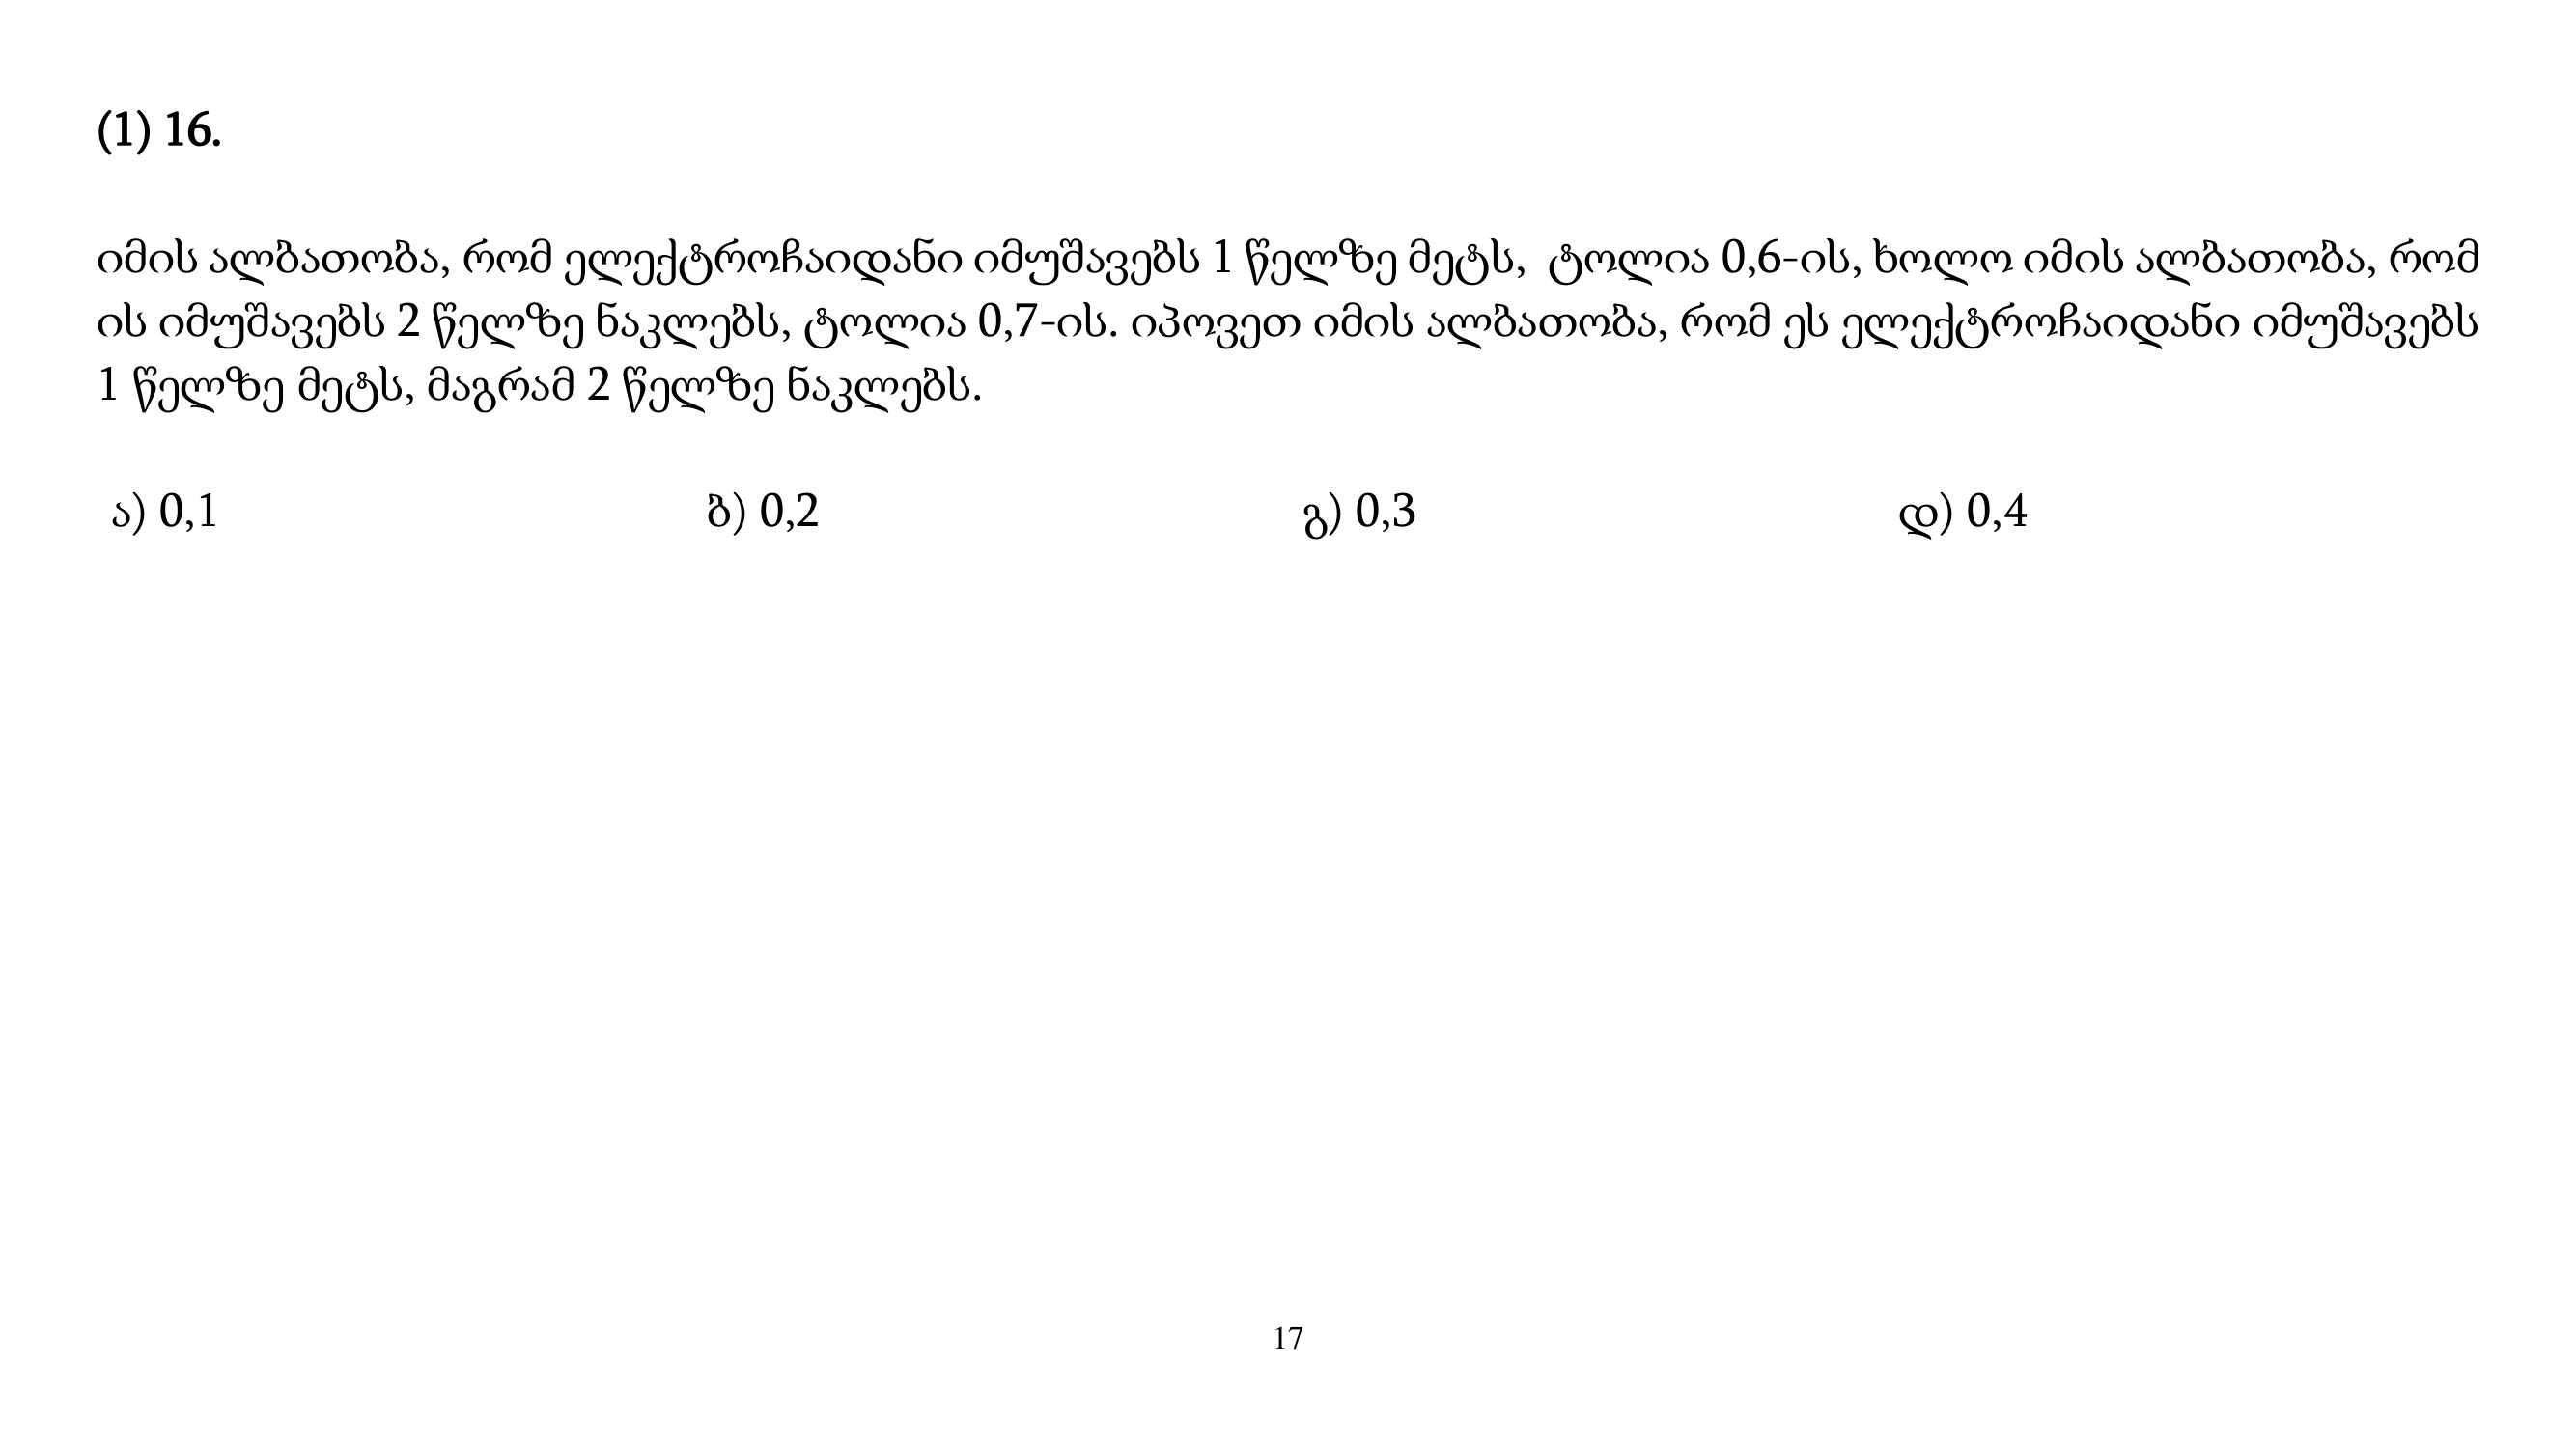 (1) 16.
იმის ალბათობა, რომ ელექტროჩაიდანი იმუშავებს 1 წელზე მეტს, ტოლია 0,6-ის, ხოლო იმის ალბათობა, რომ
ის იმუშავებს 2 წელზე ნაკლებს, ტოლია 0,7-ის. იპოვეთ იმის ალბათობა, რომ ეს ელექტროჩაიდანი იმუშავებს
1 წელზე მეტს, მაგრამ 2 წელზე ნაკლებს.
ა) 0,1 ბ) 0,2 გ) 0,3 დ) 0,4
17